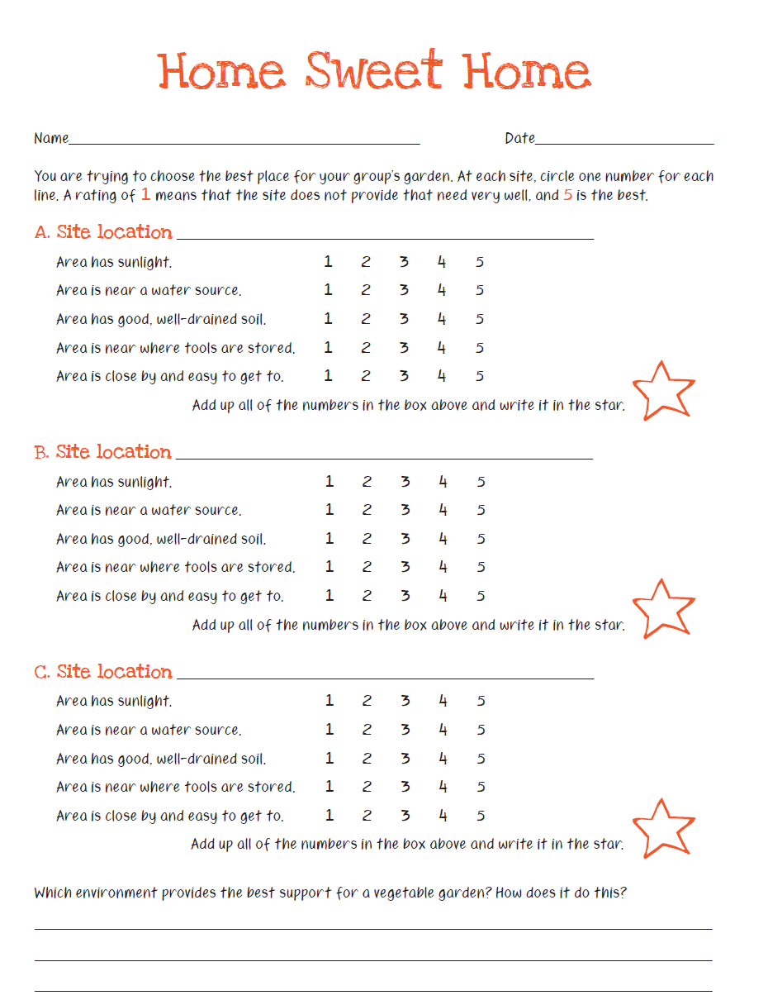 Home Sweet Home
Name Date
You are trying to choose the best place for your group's garden. At each site, circle one number for each
line. A rating of 1 means that the site does not provide that need very well, and 5 is the best.
A. Site location
Area has sunlight. 1 2 3 4 5
Area is near a water source. 1 2 3 4 5
Area has good, well-drained soil. 1 2 3 4 5
Area is near where tools are stored. 1 2 3 4 5
Area is close by and easy to get to. 1 2 3 4 5
Add up all of the numbers in the box above and write it in the star.
B. Site location
Area has sunlight. 1 2 3 4 5
Area is near a water source. 1 2 3 4 5
Area has good, well-drained soil. 1 2 3 4 5
Area is near where tools are stored. 1 2 3 4 5
Area is close by and easy to get to. 1 2 3 4 5
Add up all of the numbers in the box above and write it in the star.
C. Site location
Area has sunlight. 1 2 3 4 5
Area is near a water source. 1 2 3 4 5
Area has good, well-drained soil. 1 2 3 4 5
Area is near where tools are stored. 1 2 3 4 5
Area is close by and easy to get to. 1 2 3 4 5
Add up all of the numbers in the box above and write it in the star.
Which environment provides the best support for a vegetable garden? How does it do this?